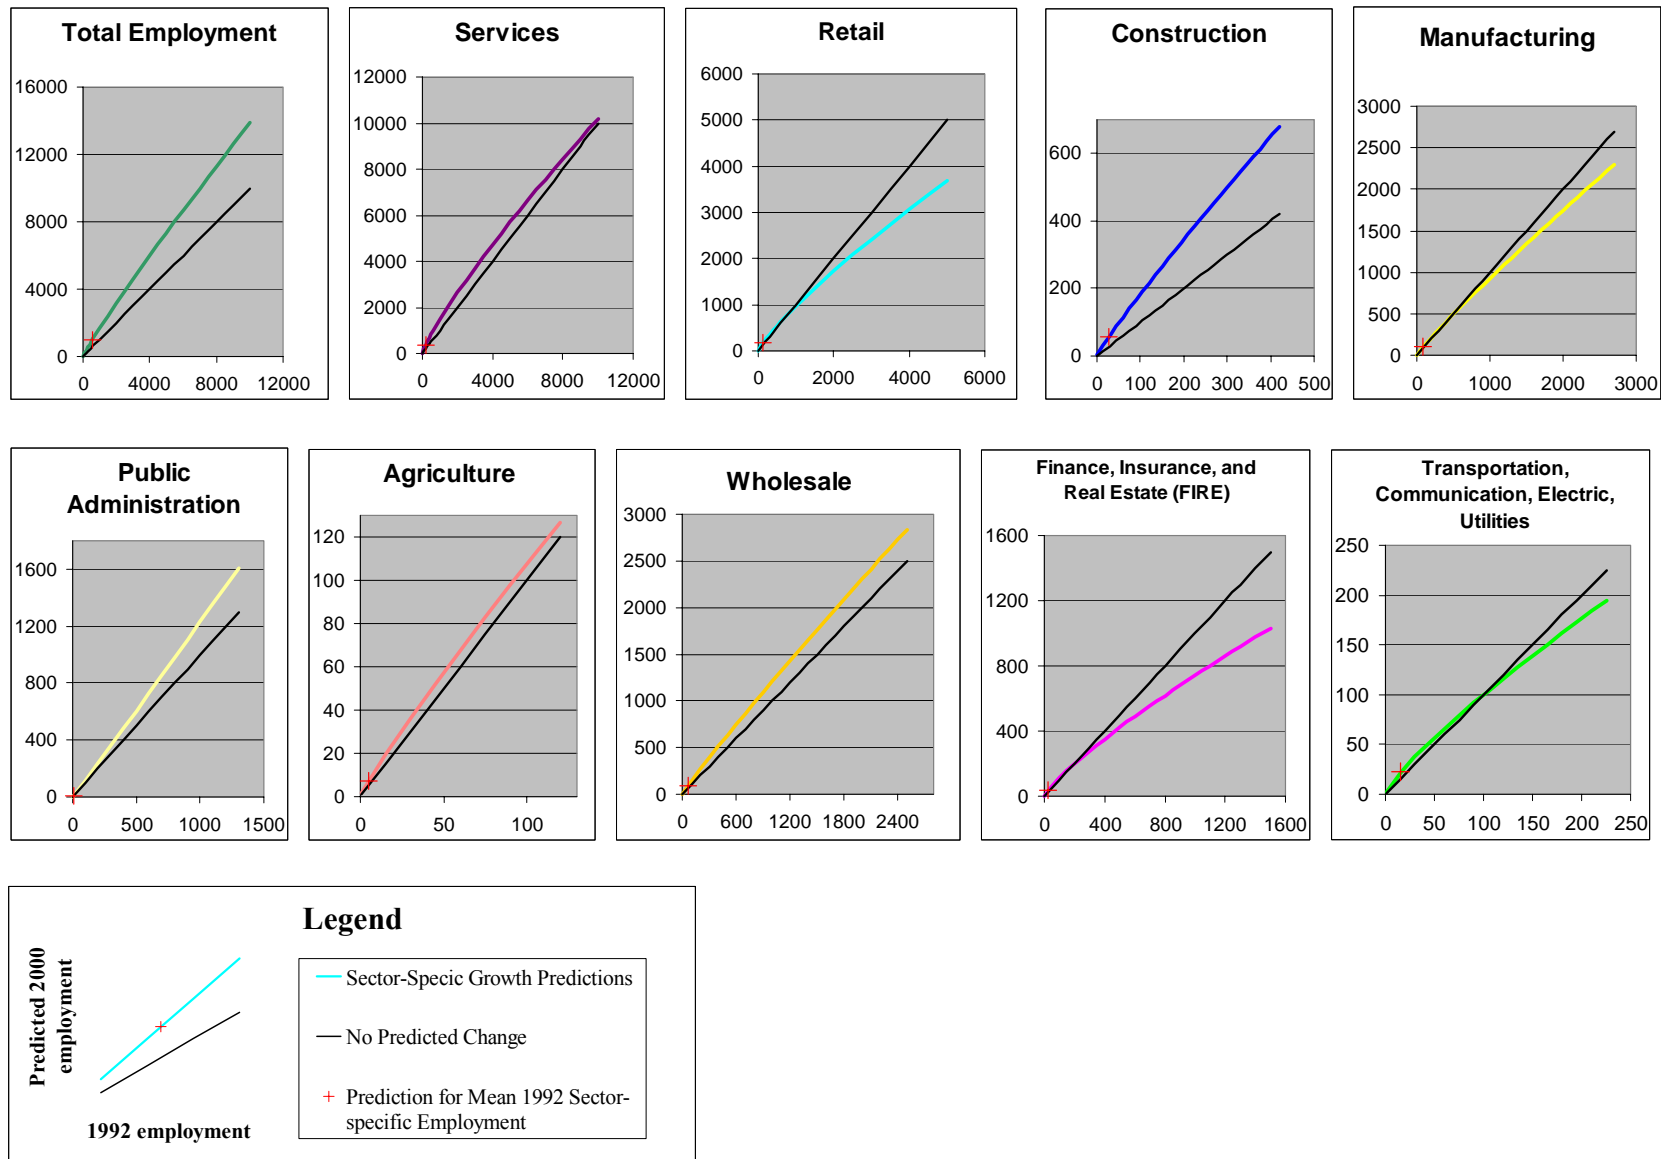 Total Employment
16000
12000
8000
4000
0
0 4000 8000 12000
Services
12000
10000
8000
6000
4000
2000
0
0 4000 8000 12000
Retail
6000
5000
4000
3000
2000
1000
0
0 2000 4000 6000
Construction
600
400
200
0
0 100 200 300 400 500
Manufacturing
3000
2500
2000
1500
1000
500
0
0 1000 2000 3000
Public
Administration
1600
1200
800
400
0
0 500 1000 1500
Agriculture
120
100
80
60
40
20
0
0 50 100
Wholesale
3000
2500
2000
1500
1000
500
0
0 600 1200 1800 2400
Finance, Insurance, and
Real Estate (FIRE)
1600
1200
800
400
0
0 400 800 1200 1600
Transportation,
Communication, Electric,
Utilities
250
200
150
100
50
0
0 50 100 150 200 250
Legend
Predicted 2000
employment
1992 employment
Sector-Specic Growth Predictions
No Predicted Change
Prediction for Mean 1992 Sector-
specific Employment